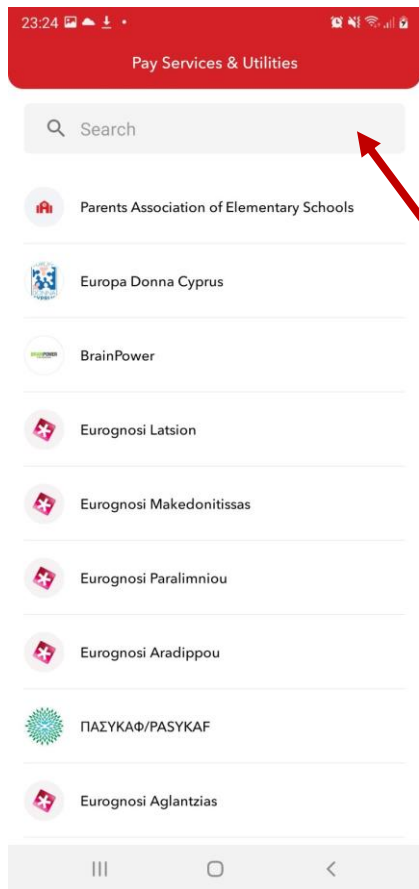 23:24
Pay Services & Utilities
Search
Parents Association of Elementary Schools
Europa Donna Cyprus
BrainPower
Eurognosi Latsion
Eurognosi Makedonitissas
Eurognosi Paralimniou
Eurognosi Aradippou
ΠΑΣΥΚΑΦ/PASYKAF
Eurognosi Aglantzias